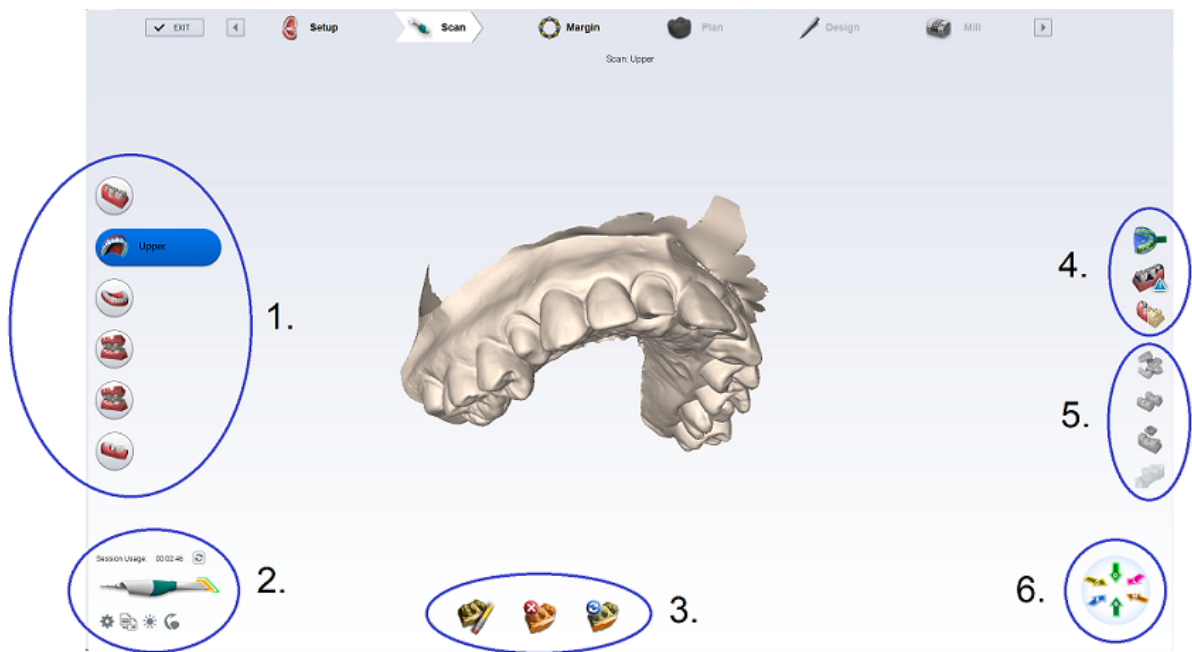 EXIT
Setup
Scan
Margin
Plan
Design
Mill
Scan: Upper
Upper
1.
4.
5.
Session Usage: 00:02:46
2.
3.
6.